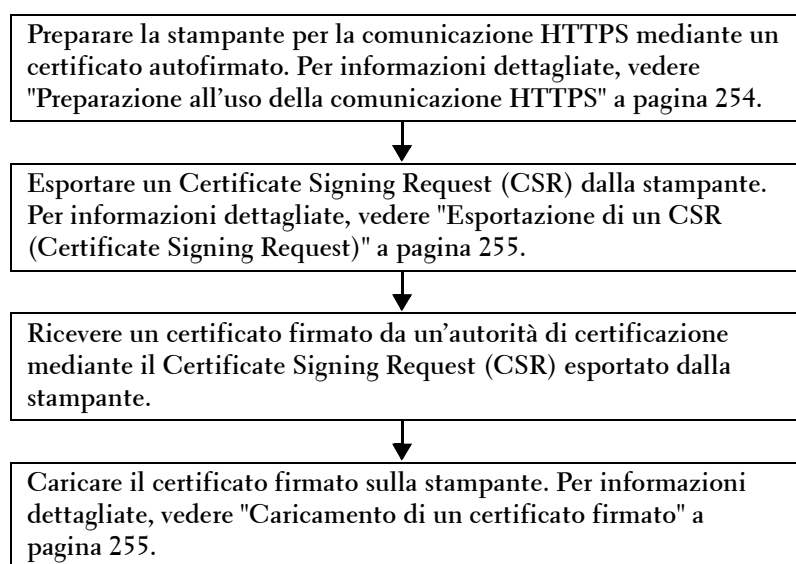 Preparare la stampante per la comunicazione HTTPS mediante un
certificato autofirmato. Per informazioni dettagliate, vedere
"Preparazione all’uso della comunicazione HTTPS" a pagina 254.
Esportare un Certificate Signing Request (CSR) dalla stampante.
Per informazioni dettagliate, vedere "Esportazione di un CSR
(Certificate Signing Request)" a pagina 255.
Ricevere un certificato firmato da un’autorità di certificazione
mediante il Certificate Signing Request (CSR) esportato dalla
stampante.
Caricare il certificato firmato sulla stampante. Per informazioni
dettagliate, vedere "Caricamento di un certificato firmato" a
pagina 255.